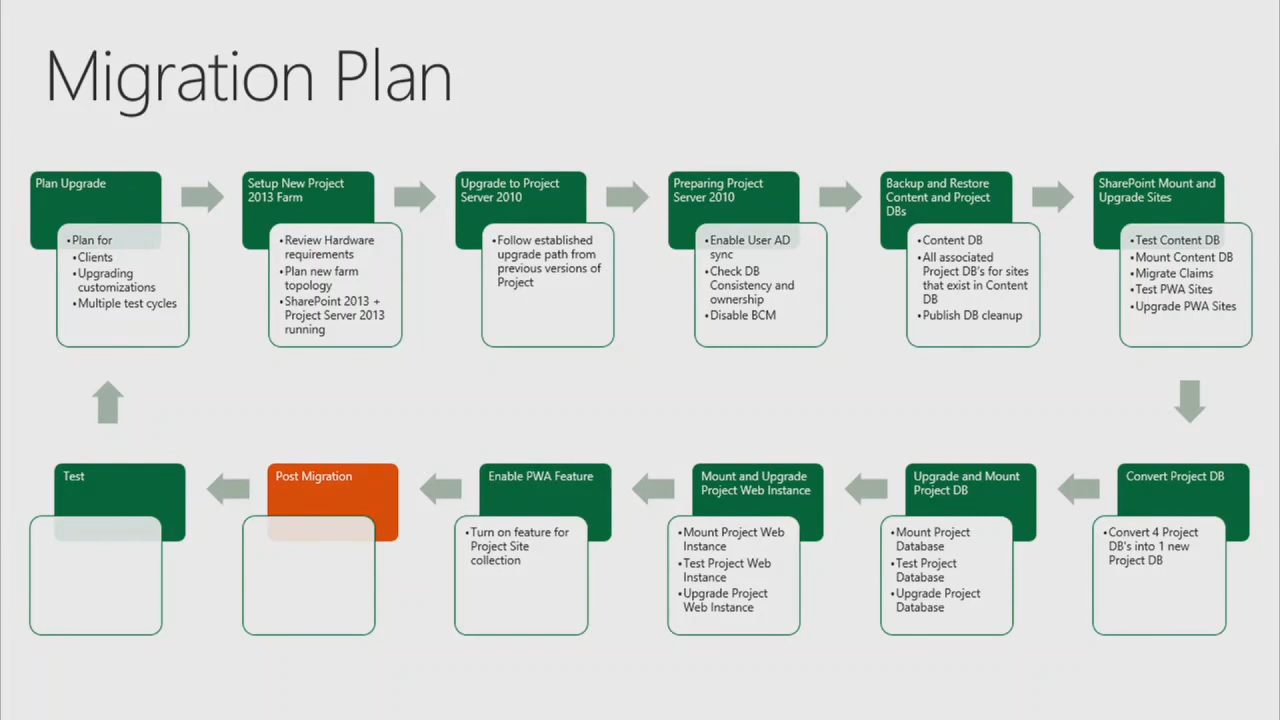 Migration Plan
Plan Upgrade
•Plan for
•Clients
•Upgrading
customizations
•Multiple test cycles
Setup New Project
2013 Farm
•Review Hardware
requirements
•Plan new farm
topology
•SharePoint 2013 +
Project Server 2013
running
Upgrade to Project
Server 2010
•Follow established
upgrade path from
previous versions of
Project
Preparing Project
Server 2010
•Enable User AD
sync
•Check DB
Consistency and
ownership
•Disable BCM
Backup and Restore
Content and Project
DBs
•Content DB
•All associated
Project DB's for sites
that exist in Content
DB
•Publish DB cleanup
SharePoint Mount and
Upgrade Sites
•Test Content DB
•Mount Content DB
•Migrate Claims
•Test PWA Sites
•Upgrade PWA Sites
Convert Project DB
•Convert 4 Project
DB's into 1 new
Project DB
Upgrade and Mount
Project DB
•Mount Project
Database
•Test Project
Database
•Upgrade Project
Database
Mount and Upgrade
Project Web Instance
•Mount Project Web
Instance
•Test Project Web
Instance
•Upgrade Project
Web Instance
Enable PWA Feature
•Turn on feature for
Project Site
collection
Post Migration
Test